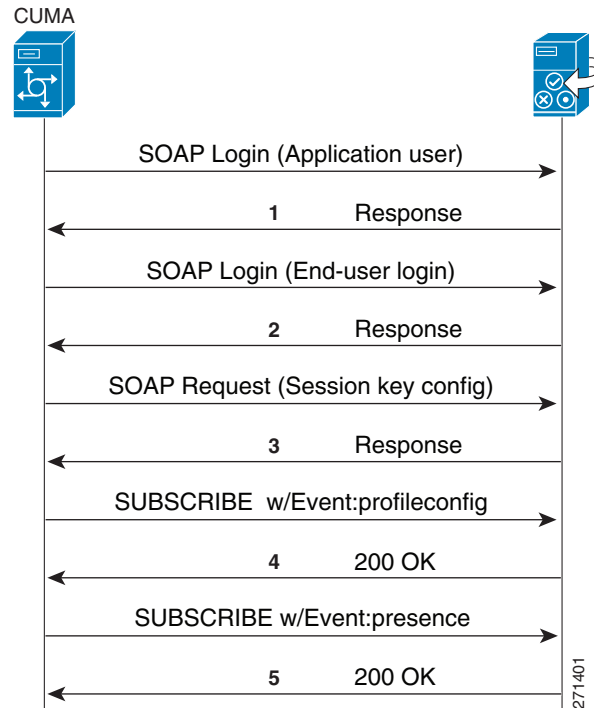 CUMA
SOAP Login (Application user)
1 Response
SOAP Login (End-user login)
2 Response
SOAP Request (Session key config)
3 Response
SUBSCRIBE w/Event:profileconfig
4 200 OK
SUBSCRIBE w/Event:presence
5 200 OK
271401